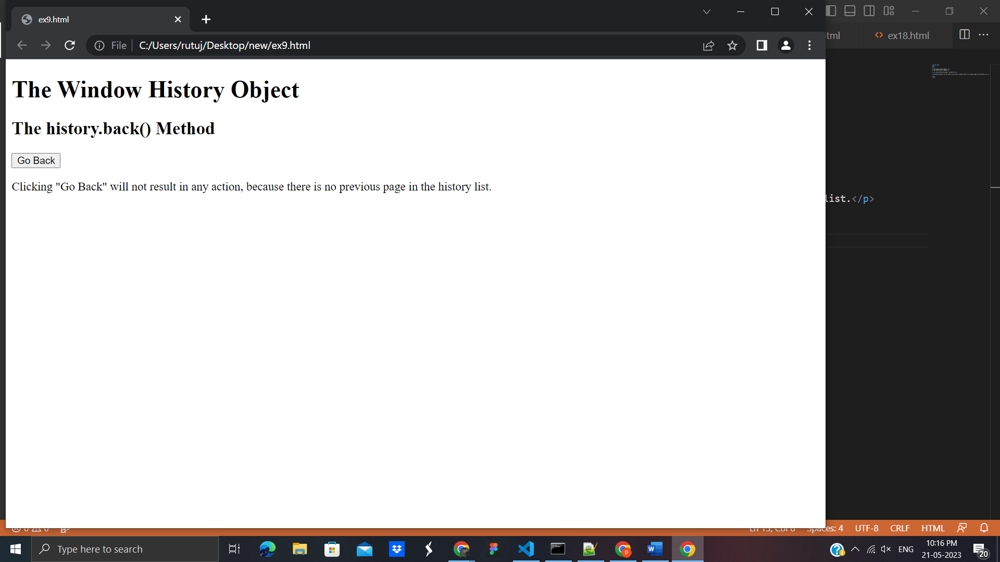 ex9.html
File C:/Users/rutuj/Desktop/new/ex9.html
tml
ex18.html
The Window History Object
The history.back() Method
Go Back
Clicking "Go Back" will not result in any action, because there is no previous page in the history list.
list.</p>
Spaces: 4 UTF-8 CRLF HTML
Type here to search
ENG
10:16 PM
21-05-2023
20